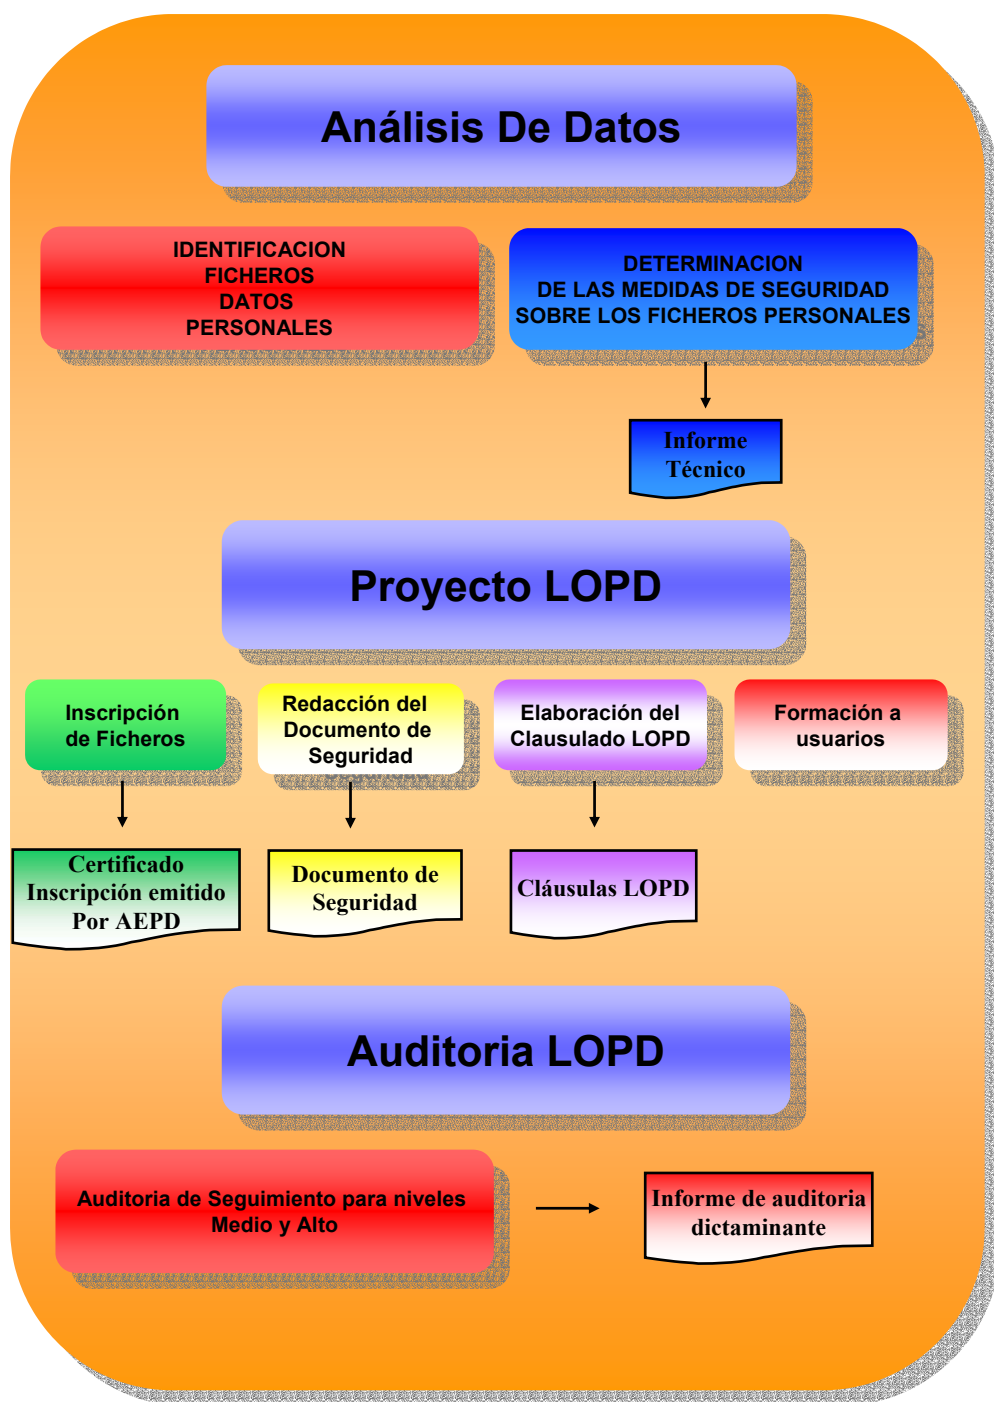 Análisis De Datos
IDENTIFICACION
FICHEROS
DATOS
PERSONALES
DETERMINACION
DE LAS MEDIDAS DE SEGURIDAD
SOBRE LOS FICHEROS PERSONALES
Informe
Técnico
Proyecto LOPD
Inscripción
de Ficheros
Redacción del
Documento de
Seguridad
Elaboración del
Clausulado LOPD
Formación a
usuarios
Certificado
Inscripción emitido
Por AEPD
Documento de
Seguridad
Cláusulas LOPD
Auditoria LOPD
Auditoria de Seguimiento para niveles
Medio y Alto
Informe de auditoria
dictaminante